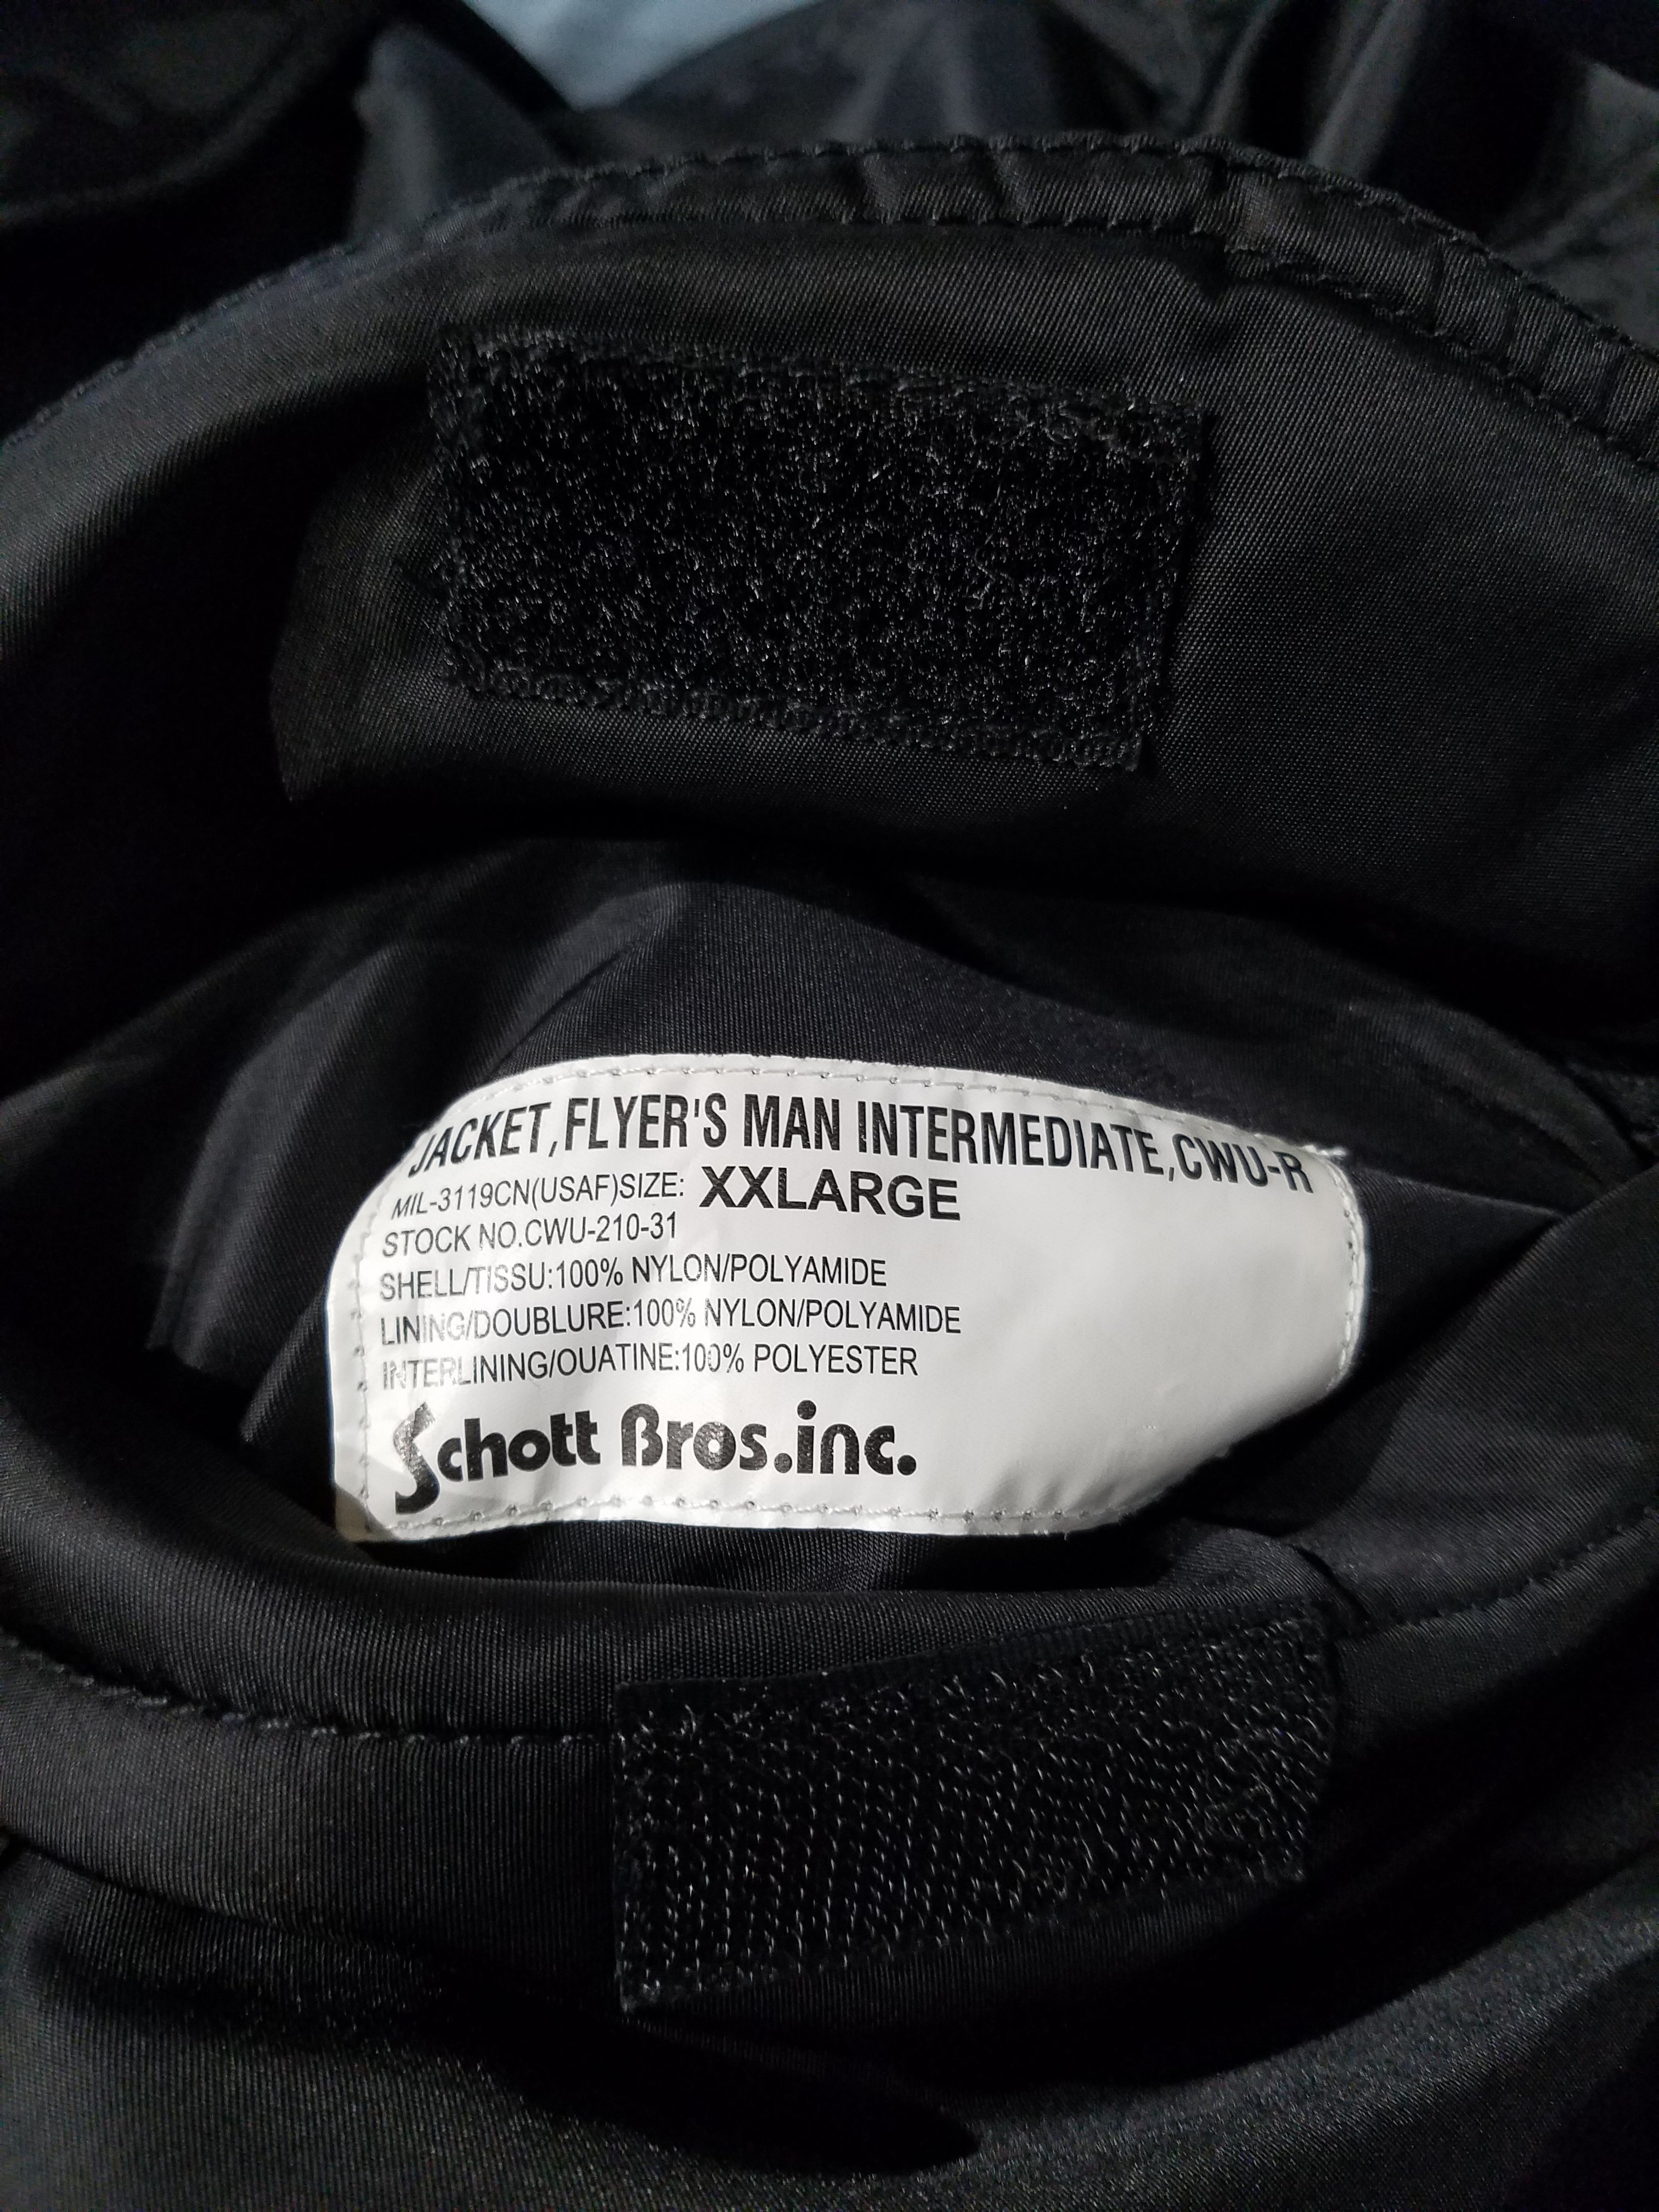 JACKET,FLYER'S MAN INTERMEDIATE,CWU-R
MIL-3119CN(USAF)SIZE: XXLARGE
STOCK NO.CWU-210-31
SHELL/TISSU:100% NYLON/POLYAMIDE
LINING/DOUBLURE:100% NYLON/POLYAMIDE
INTERLINING/OUATINE:100% POLYESTER
Schott Bros.inc.